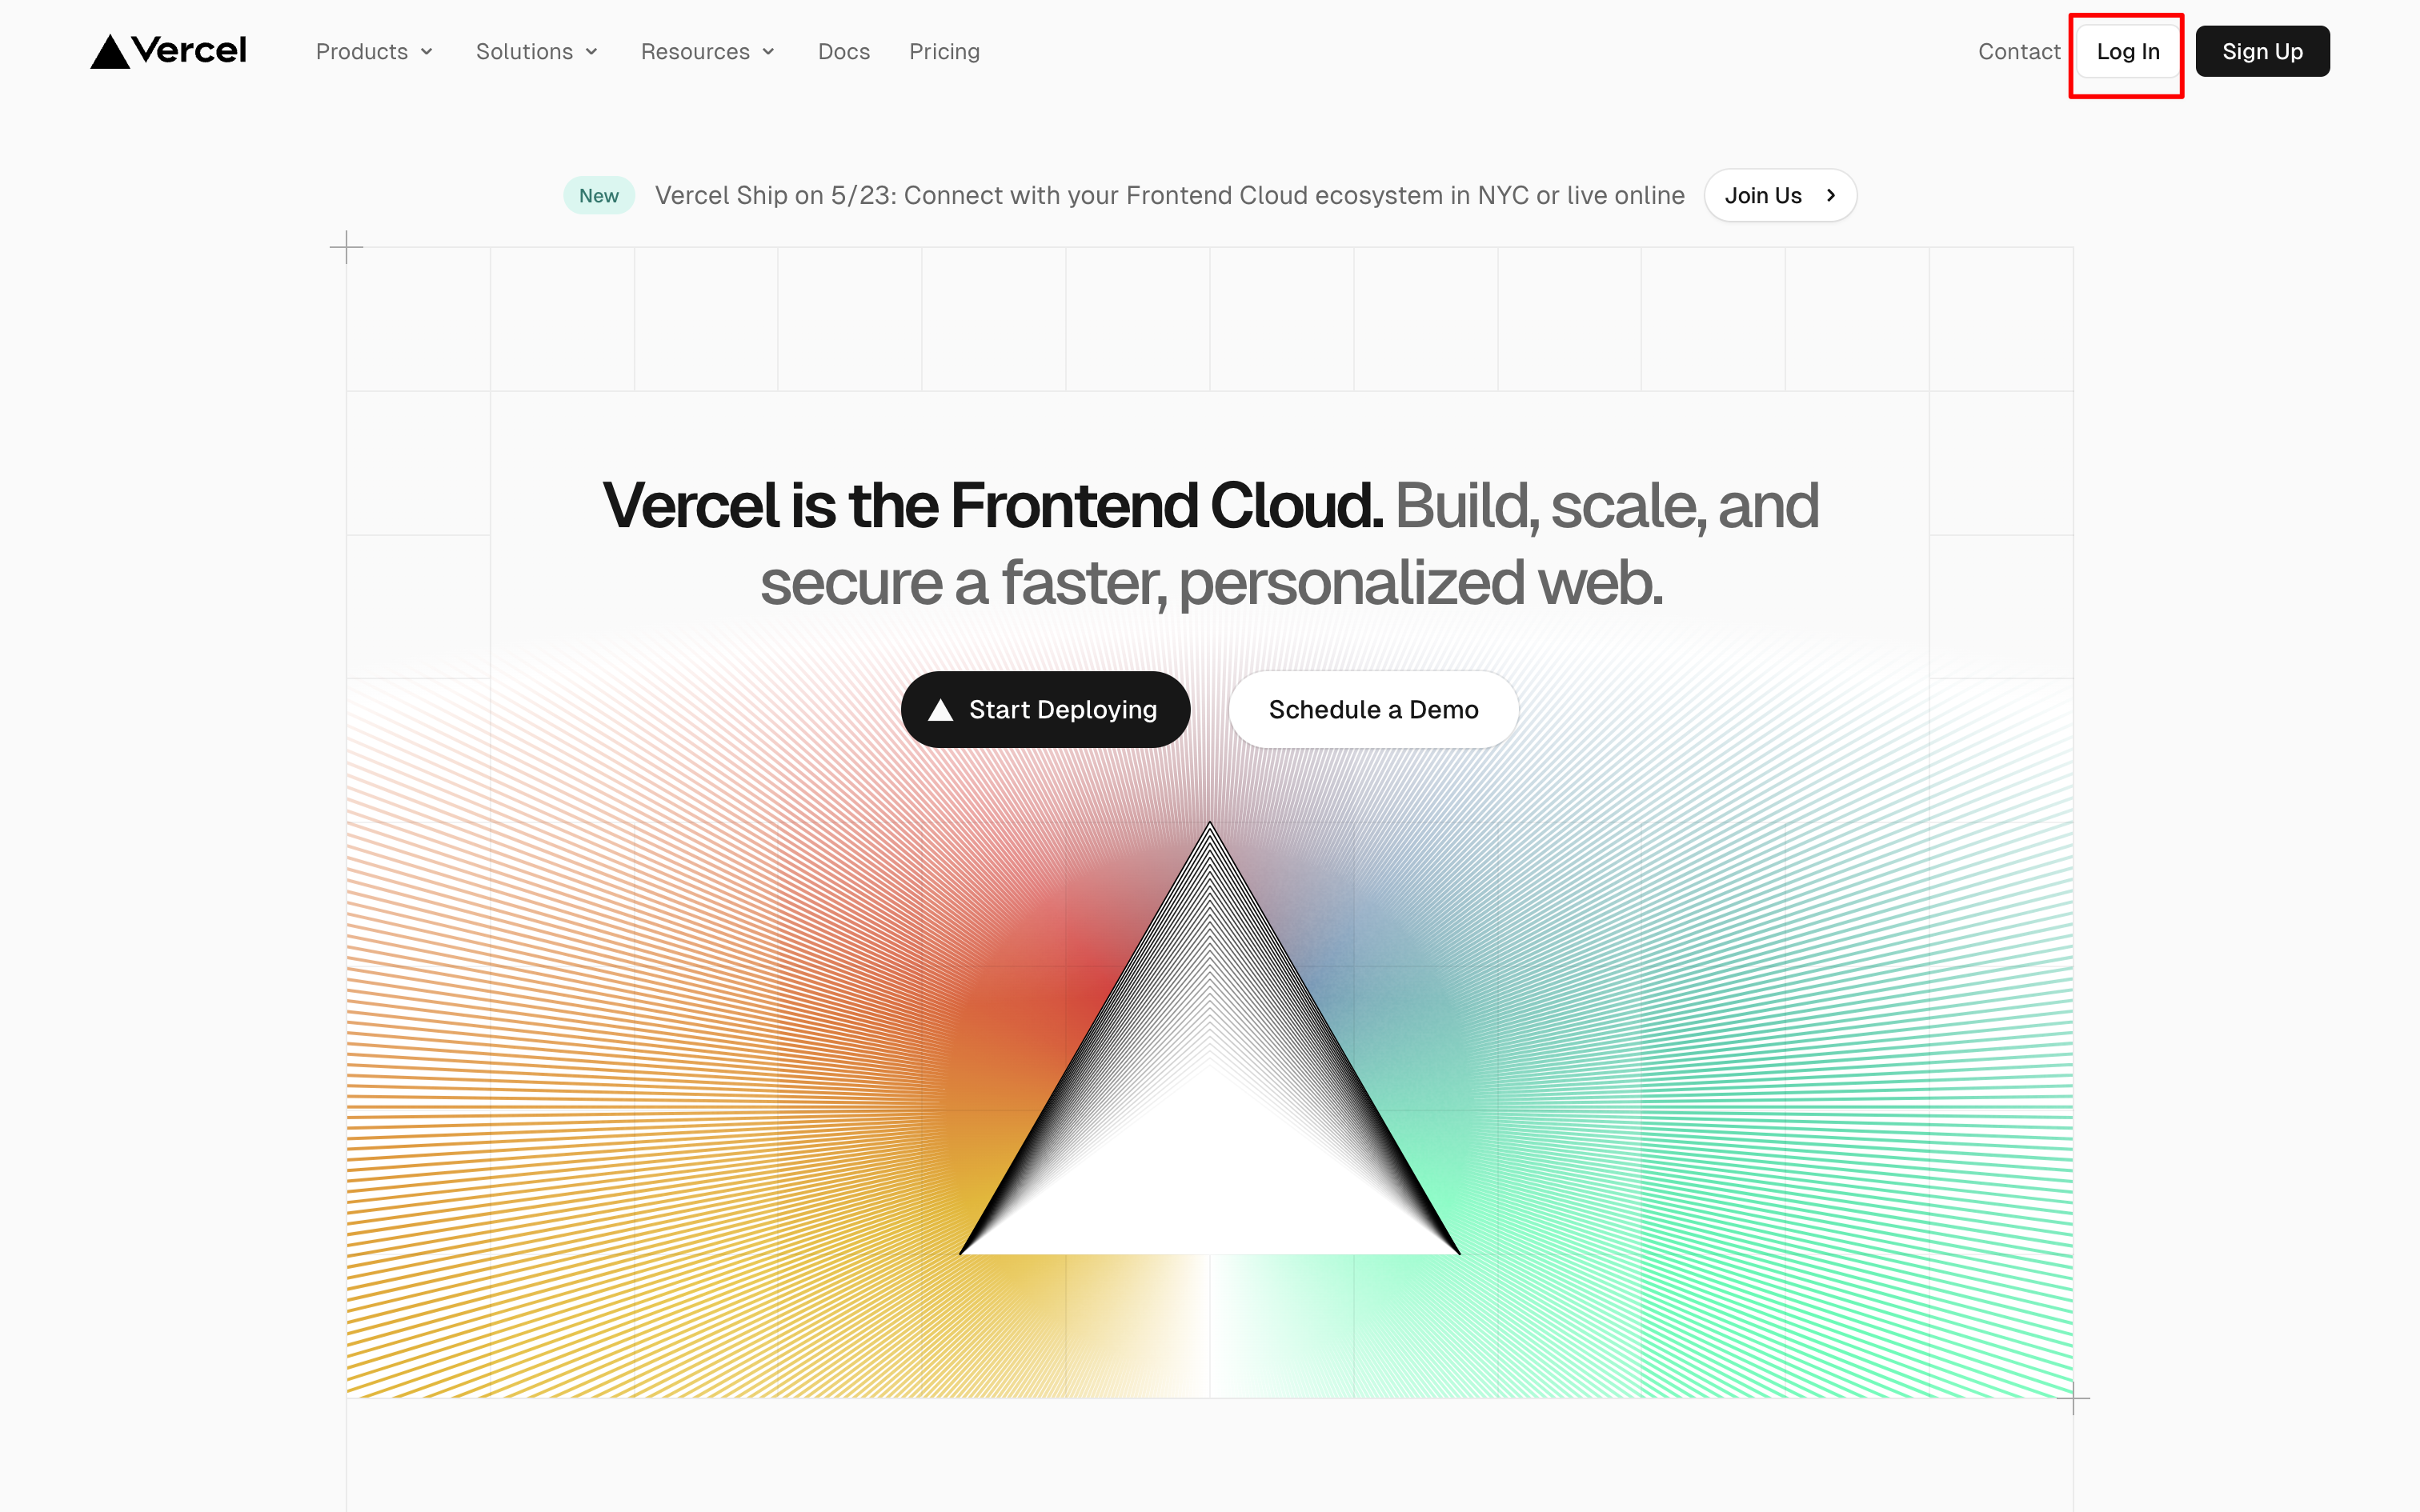 Vercel Products Solutions Resources Docs Pricing Contact Log In Sign Up
New Vercel Ship on 5/23: Connect with your Frontend Cloud ecosystem in NYC or live online Join Us
Vercel is the Frontend Cloud. Build, scale, and
secure a faster, personalized web.
Start Deploying Schedule a Demo